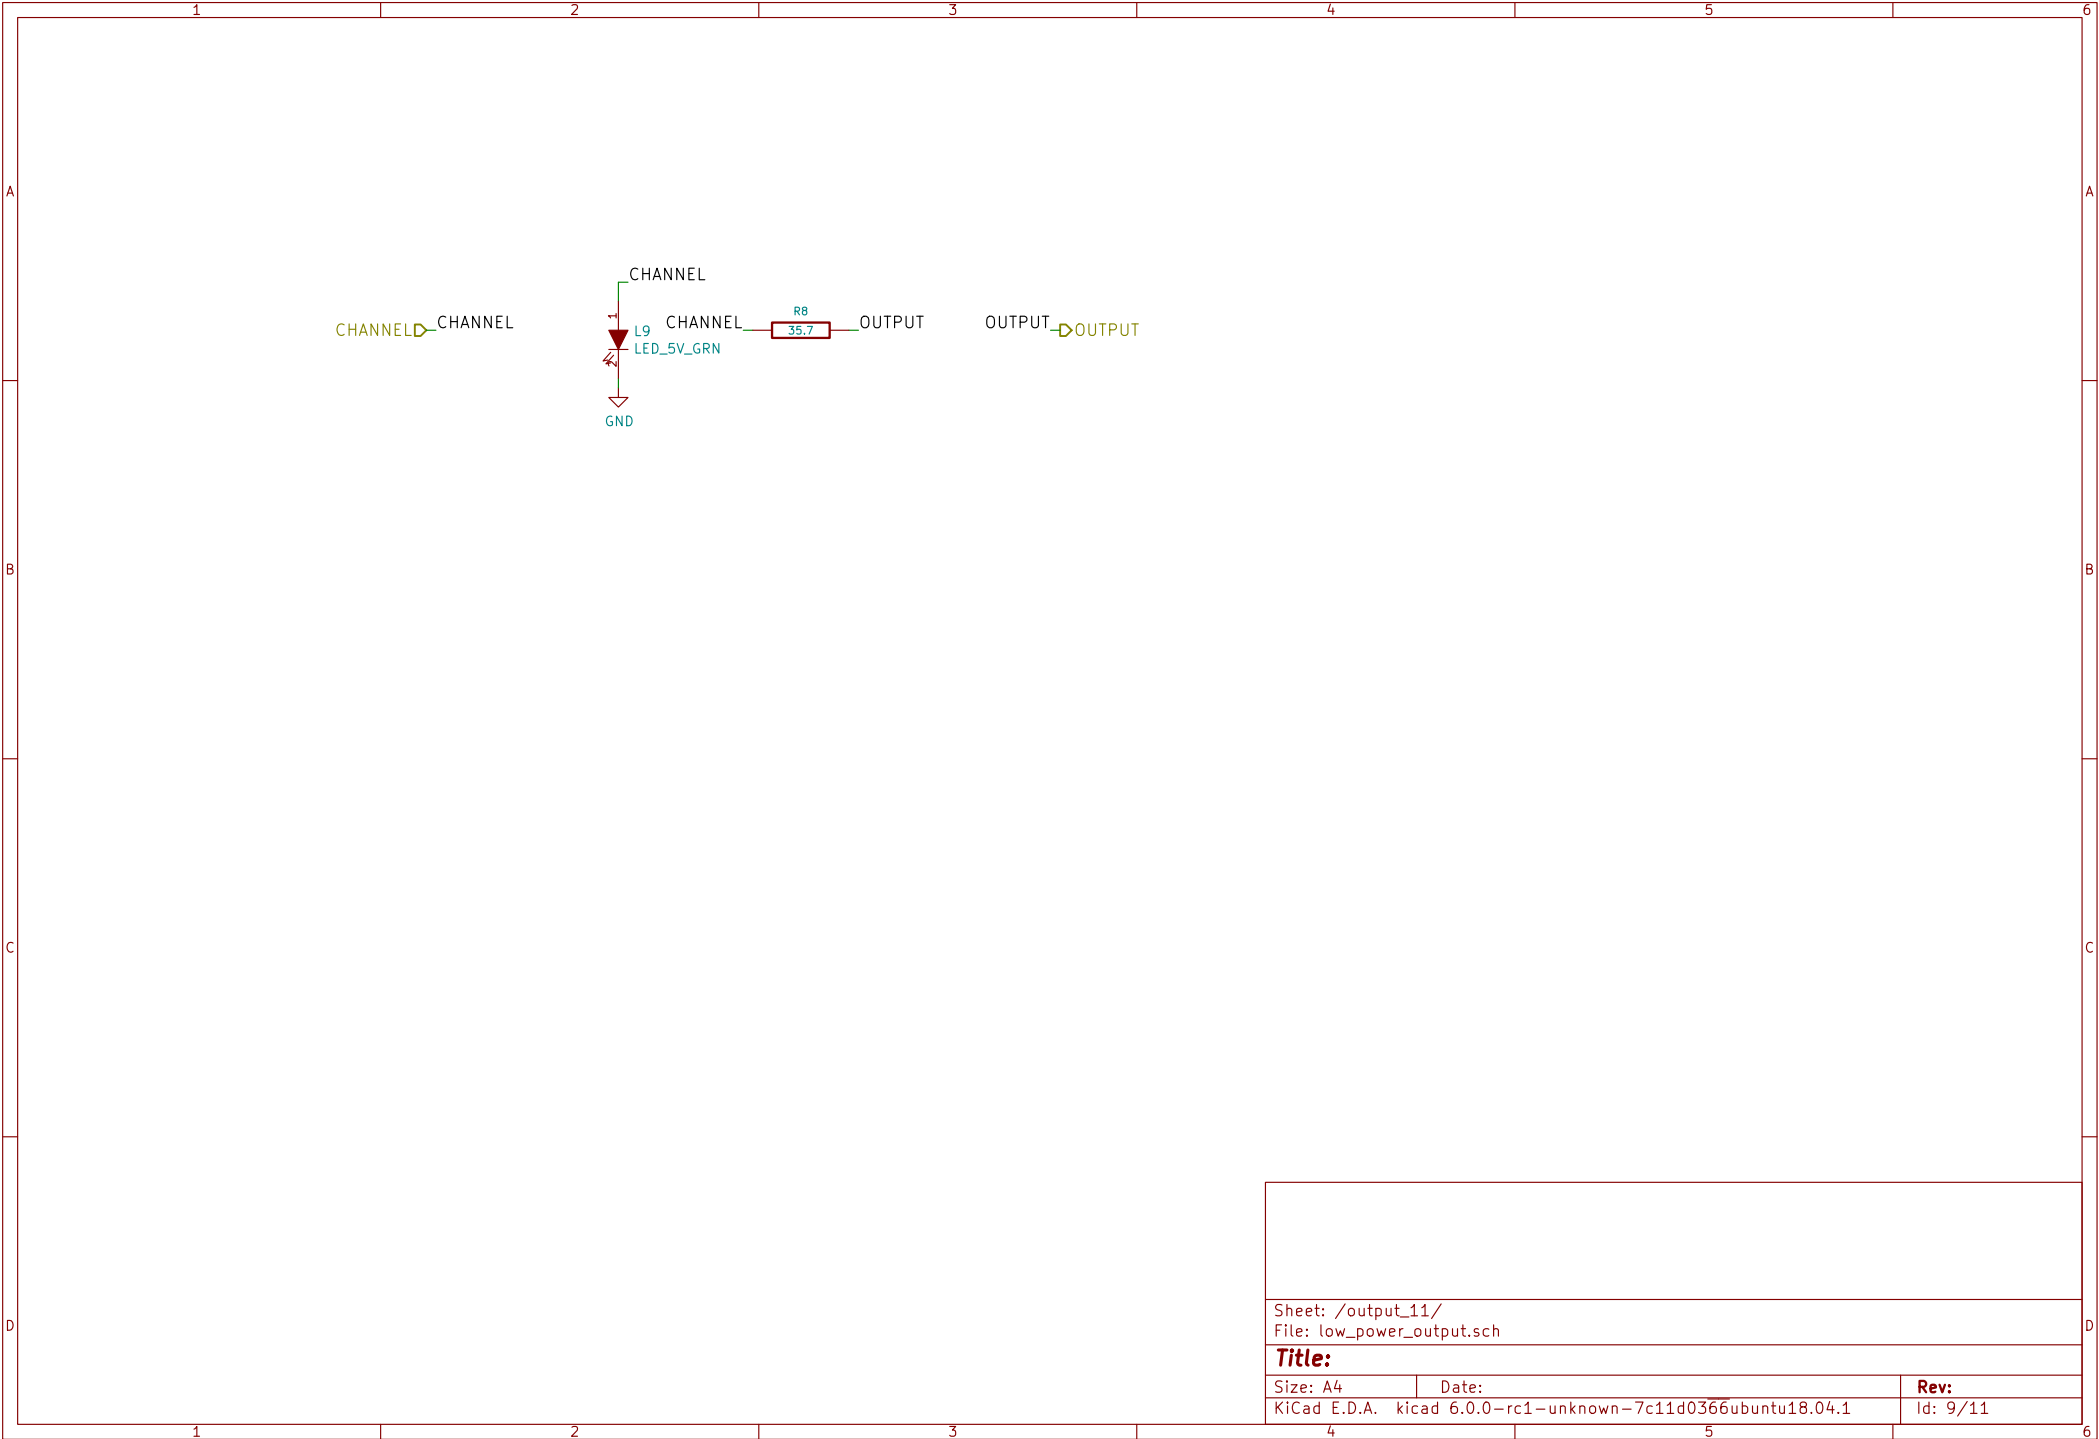 1 2 3 4 5 6
A A
CHANNEL
CHANNEL CHANNEL
1
L9
LED_5V_GRN
2
GND
CHANNEL R8 OUTPUT
35.7
OUTPUT OUTPUT
B B
C C
D D
Sheet: /output_11/
File: low_power_output.sch
Title:
Size: A4 Date: Rev:
KiCad E.D.A. kicad 6.0.0-rc1-unknown-7c11d0366ubuntu18.04.1 Id: 9/11
1 2 3 4 5 6